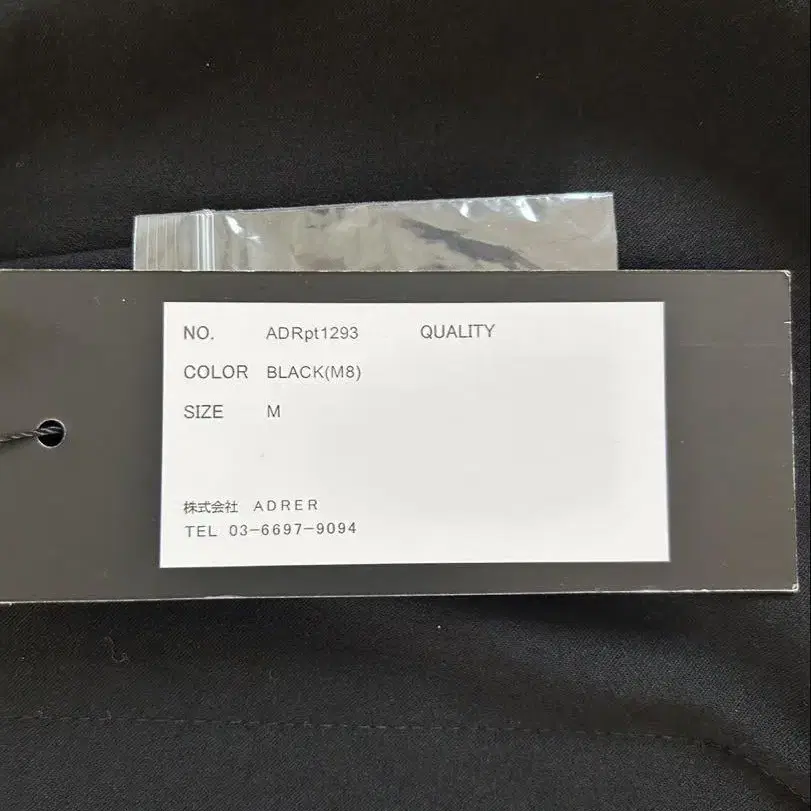 NO. ADRpt1293 QUALITY
COLOR BLACK(M8)
SIZE M
株式会社 ADRER
TEL 03-6697-9094